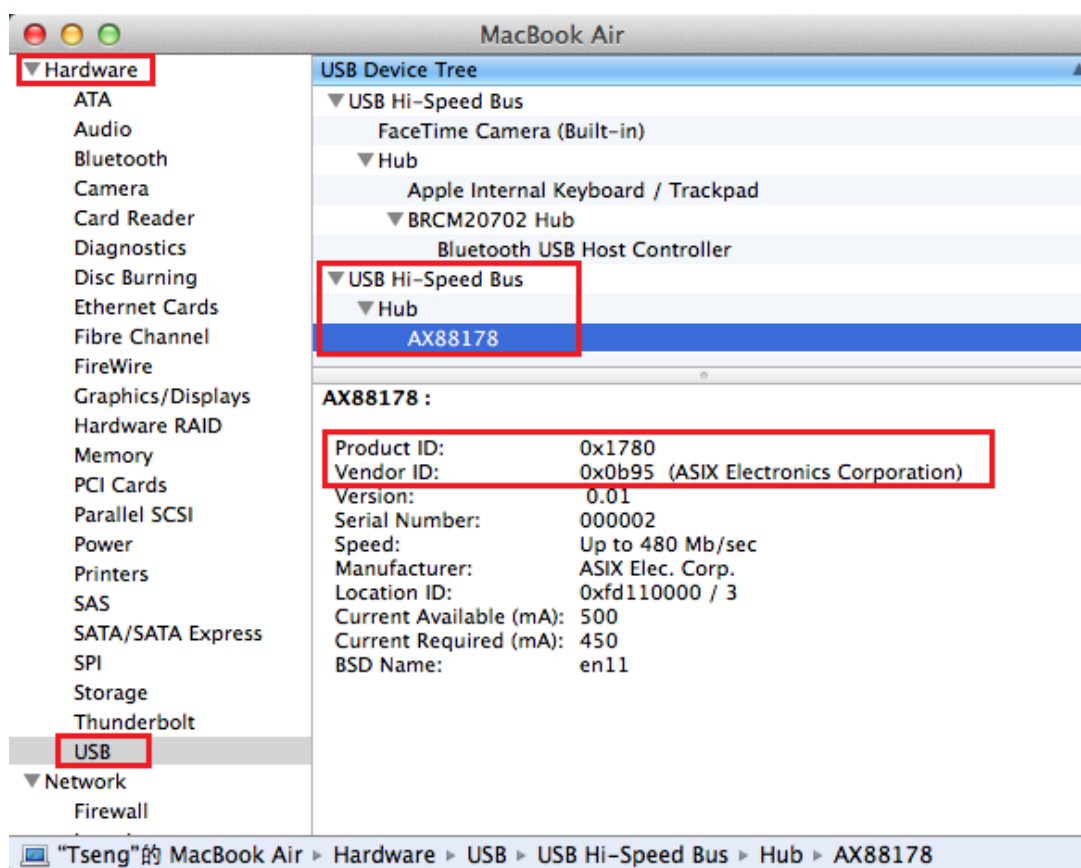 MacBook Air
Hardware
ATA
Audio
Bluetooth
Camera
Card Reader
Diagnostics
Disc Burning
Ethernet Cards
Fibre Channel
FireWire
Graphics/Displays
Hardware RAID
Memory
PCI Cards
Parallel SCSI
Power
Printers
SAS
SATA/SATA Express
SPI
Storage
Thunderbolt
USB
Network
Firewall
USB Device Tree
USB Hi-Speed Bus
FaceTime Camera (Built-in)
Hub
Apple Internal Keyboard / Trackpad
BRCM20702 Hub
Bluetooth USB Host Controller
USB Hi-Speed Bus
Hub
AX88178
AX88178 :
Product ID: 0x1780
Vendor ID: 0x0b95 (ASIX Electronics Corporation)
Version: 0.01
Serial Number: 000002
Speed: Up to 480 Mb/sec
Manufacturer: ASIX Elec. Corp.
Location ID: 0xfd110000 / 3
Current Available (mA): 500
Current Required (mA): 450
BSD Name: en11
"Tseng"的 MacBook Air ▸ Hardware ▸ USB ▸ USB Hi-Speed Bus ▸ Hub ▸ AX88178